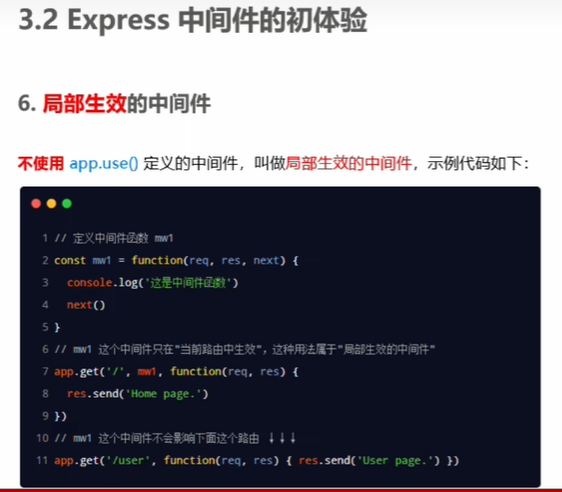 3.2 Express 中间件的初体验
6. 局部生效的中间件
不使用 app.use() 定义的中间件，叫做局部生效的中间件，示例代码如下：
1 // 定义中间件函数 mw1
2 const mw1 = function(req, res, next) {
3   console.log('这是中间件函数')
4   next()
5 }
6 // mw1 这个中间件只在"当前路由中生效"，这种用法属于"局部生效的中间件"
7 app.get('/', mw1, function(req, res) {
8   res.send('Home page.')
9 })
10 // mw1 这个中间件不会影响下面这个路由 ↓↓↓
11 app.get('/user', function(req, res) { res.send('User page.') })